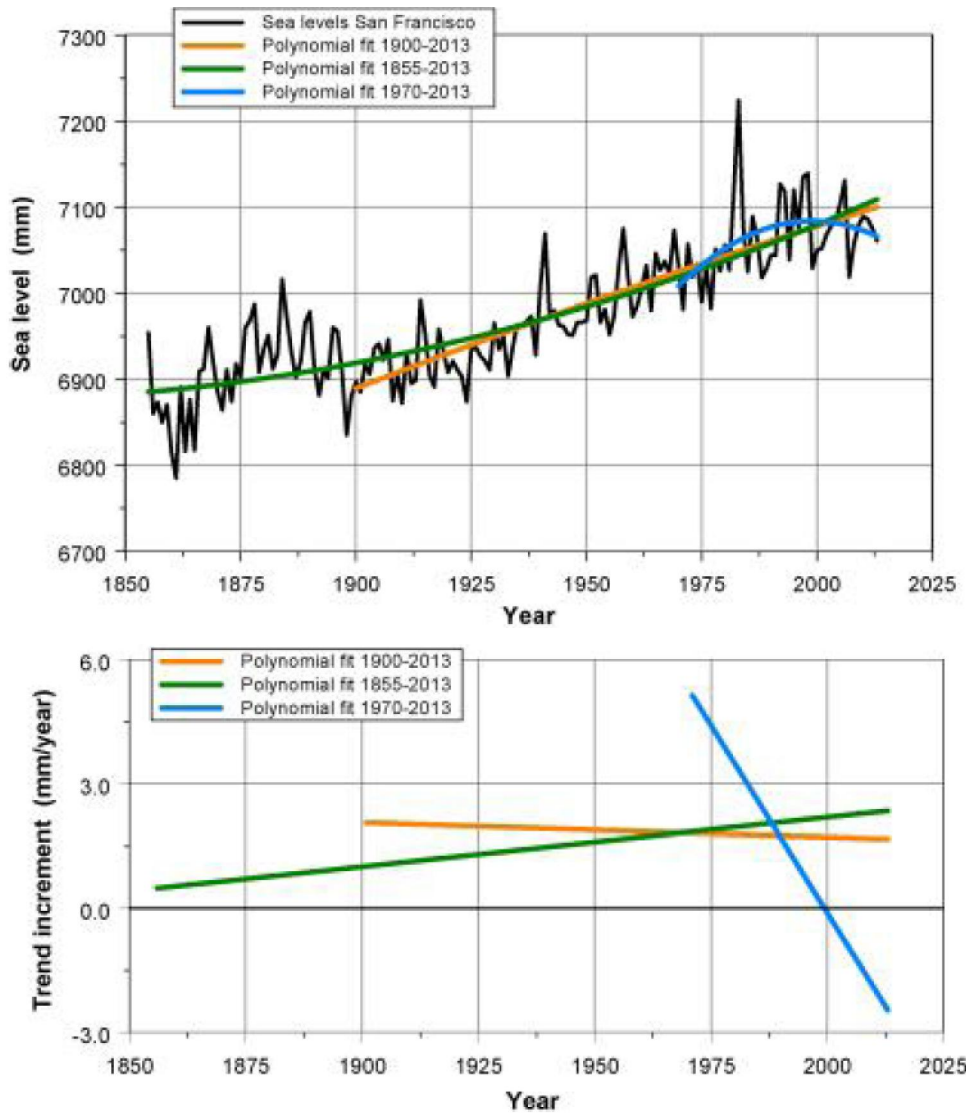 Sea levels San Francisco
Polynomial fit 1900-2013
Polynomial fit 1855-2013
Polynomial fit 1970-2013
7300
7200
7100
7000
6900
6800
6700
Sea level (mm)
1850 1875 1900 1925 1950 1975 2000 2025
Year
Polynomial fit 1900-2013
Polynomial fit 1855-2013
Polynomial fit 1970-2013
6.0
3.0
0.0
-3.0
Trend increment (mm/year)
1850 1875 1900 1925 1950 1975 2000 2025
Year